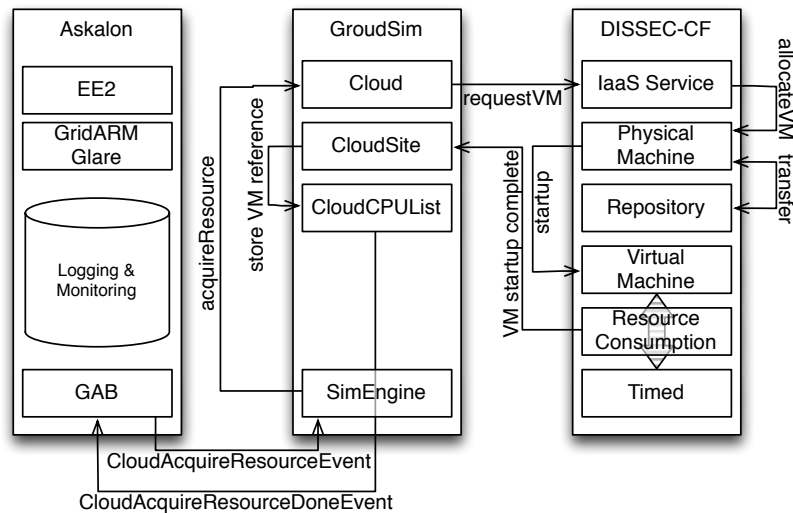 Askalon
EE2
GridARM
Glare
Logging &
Monitoring
GAB
GroudSim
Cloud
CloudSite
CloudCPUList
SimEngine
DISSEC-CF
IaaS Service
Physical
Machine
Repository
Virtual
Machine
Resource
Consumption
Timed
acquireResource
store VM reference
requestVM
VM startup complete
startup
allocateVM
transfer
CloudAcquireResourceEvent
CloudAcquireResourceDoneEvent